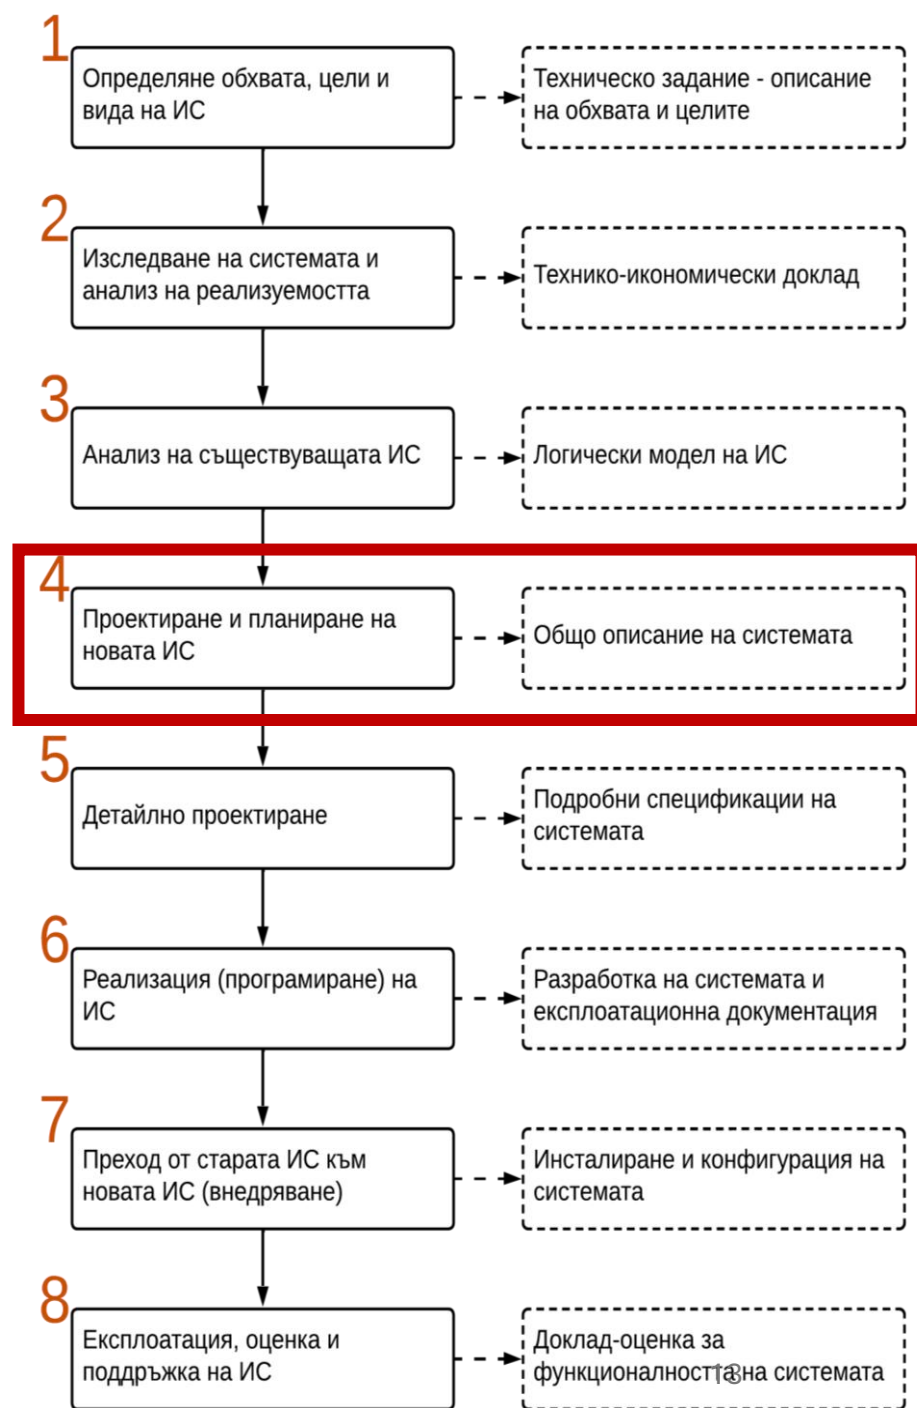 1
Определяне обхвата, цели и
вида на ИС
Техническо задание - описание
на обхвата и целите
2
Изследване на системата и
анализ на реализуемостта
Технико-икономически доклад
3
Анализ на съществуващата ИС
Логически модел на ИС
4
Проектиране и планиране на
новата ИС
Общо описание на системата
5
Детайлно проектиране
Подробни спецификации на
системата
6
Реализация (програмиране) на
ИС
Разработка на системата и
експлоатационна документация
7
Преход от старата ИС към
новата ИС (внедряване)
Инсталиране и конфигурация на
системата
8
Експлоатация, оценка и
поддръжка на ИС
Доклад-оценка за
функционалността на системата
13